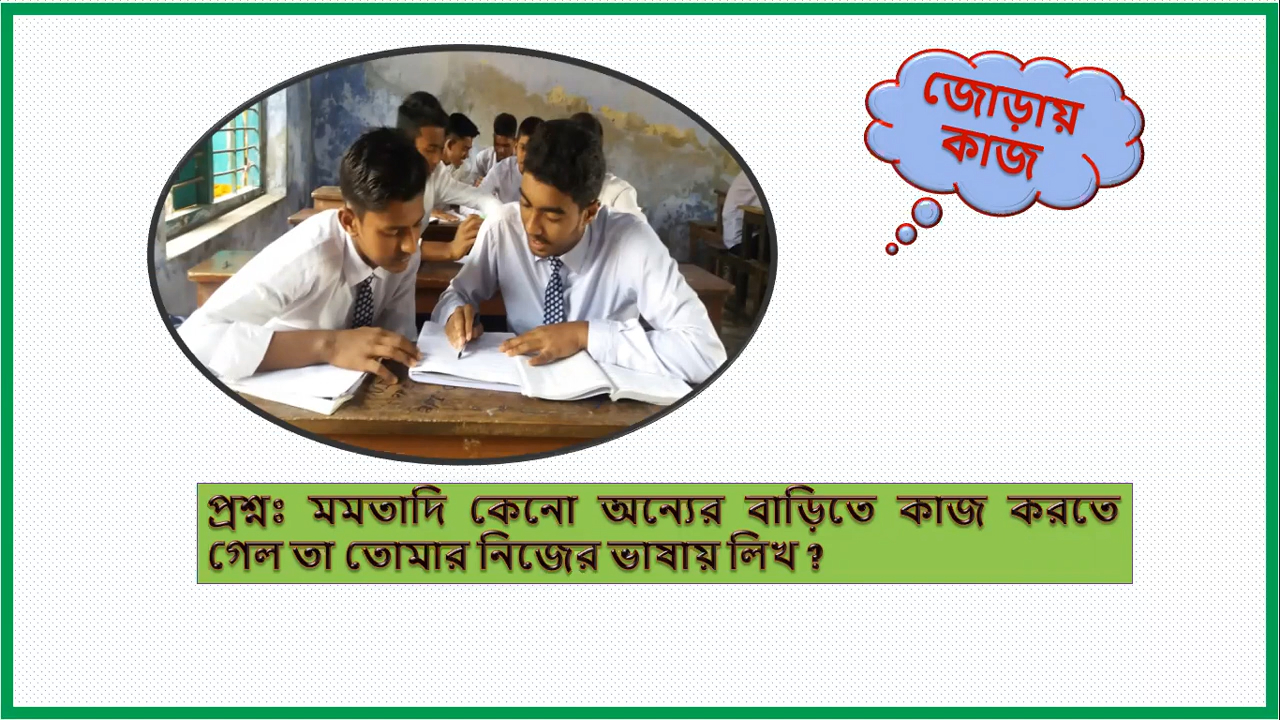 জোড়ায়
কাজ
প্রশ্নঃ মমতাদি কেনো অন্যের বাড়িতে কাজ করতে
গেল তা তোমার নিজের ভাষায় লিখ ?